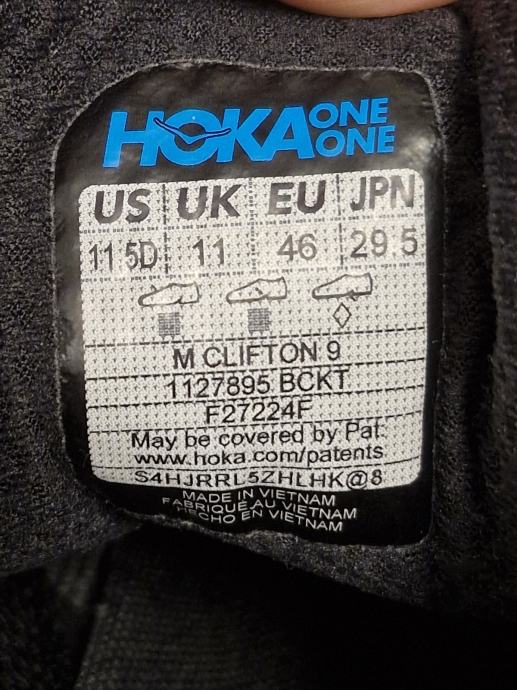 HOKA ONE ONE
US UK EU JPN
11.5D 11 46 29.5
M CLIFTON 9
1127895 BCKT
F27224F
May be covered by Pat.
www.hoka.com/patents
S4HJRRL5ZHLHK@8
MADE IN VIETNAM
FABRIQUÉ AU VIETNAM
HECHO EN VIETNAM